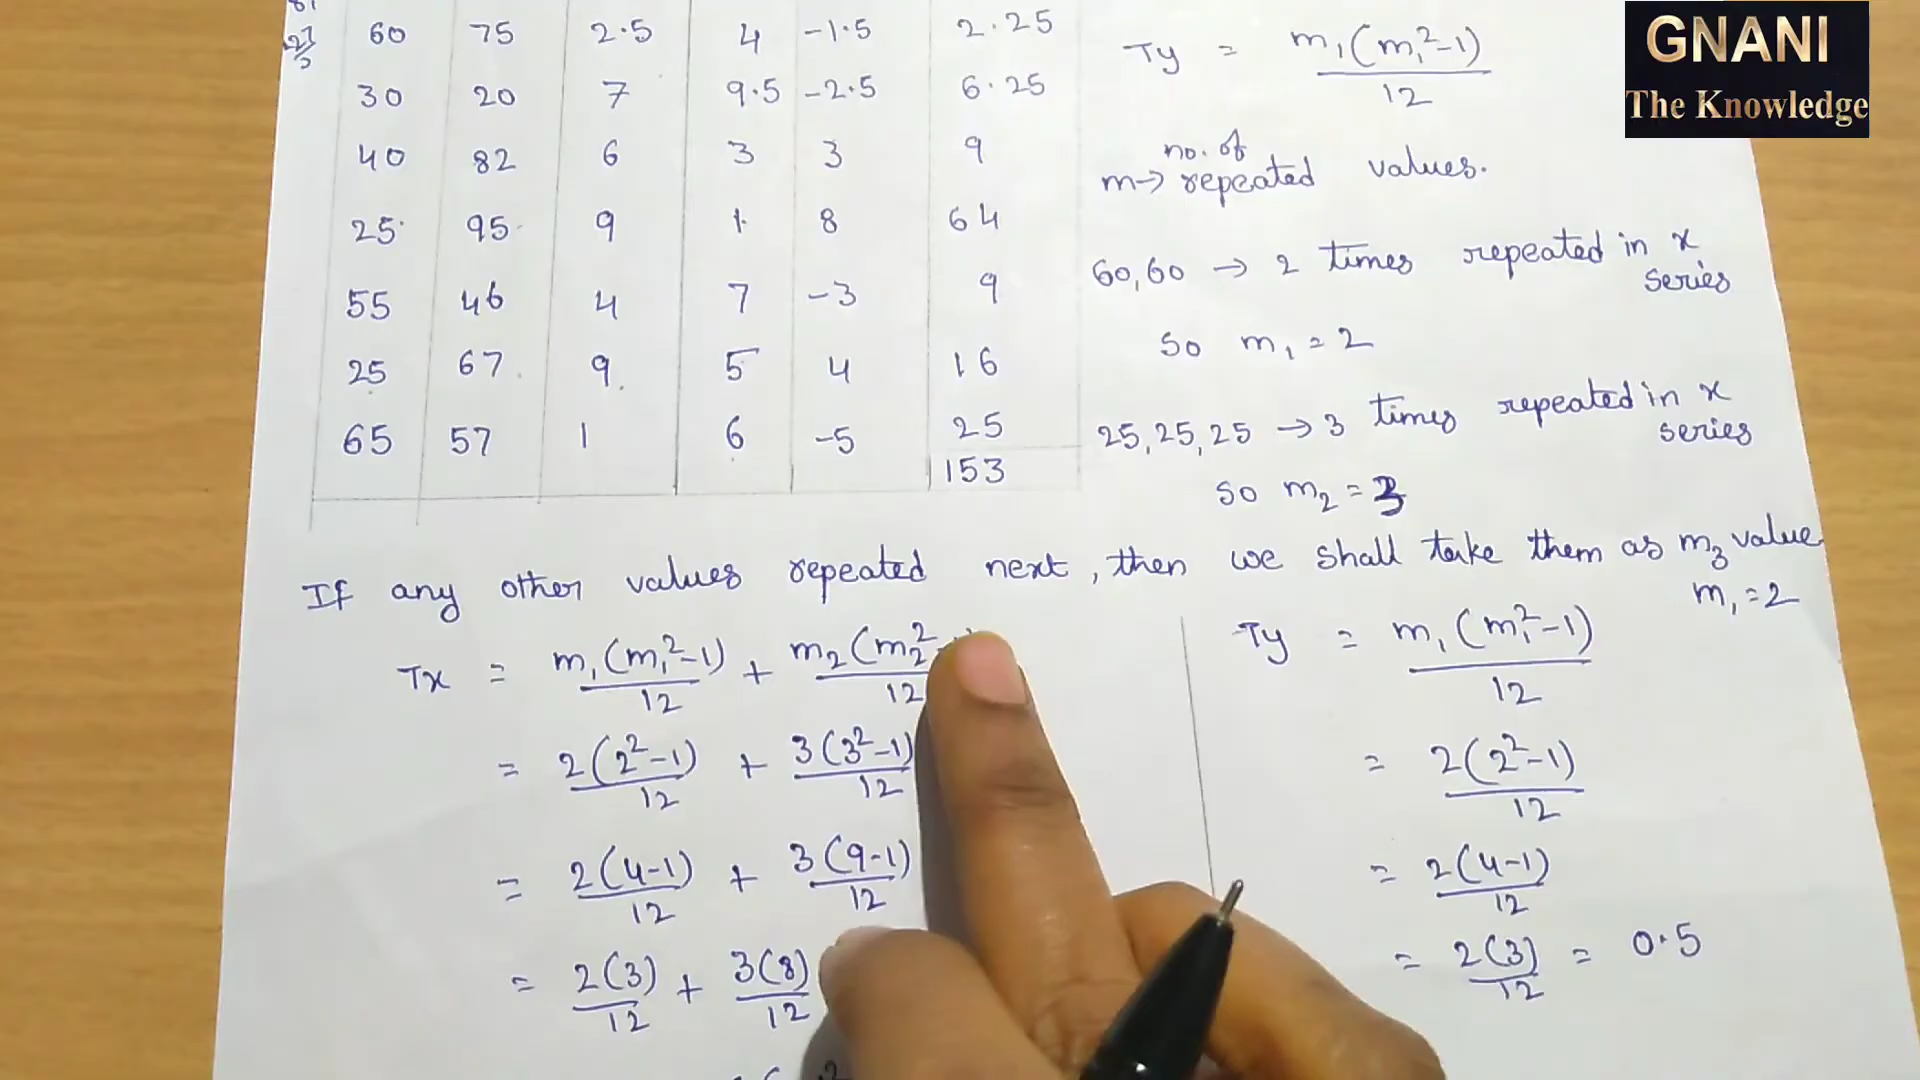 GNANI
The Knowledge
60 75 2.5 4 -1.5 2.25
30 20 7 9.5 -2.5 6.25
40 82 6 3 3 9
25 95 9 1 8 64
55 46 4 7 -3 9
25 67 9 5 4 16
65 57 1 6 -5 25
153
Ty = m₁(m₁²-1)
12
no. of
m→ repeated values.
60,60 → 2 times repeated in x
series
So m₁ = 2
25,25,25 → 3 times repeated in x
series
So m₂ = 3
If any other values repeated next, then we shall take them as m₃ value
m₁ = 2
Tx = m₁(m₁²-1)/12 + m₂(m₂²
12
= 2(2²-1)/12 + 3(3²-1)/12
= 2(4-1)/12 + 3(9-1)/12
= 2(3)/12 + 3(8)/12
Ty = m₁(m₁²-1)/12
= 2(2²-1)/12
= 2(4-1)/12
= 2(3)/12 = 0.5